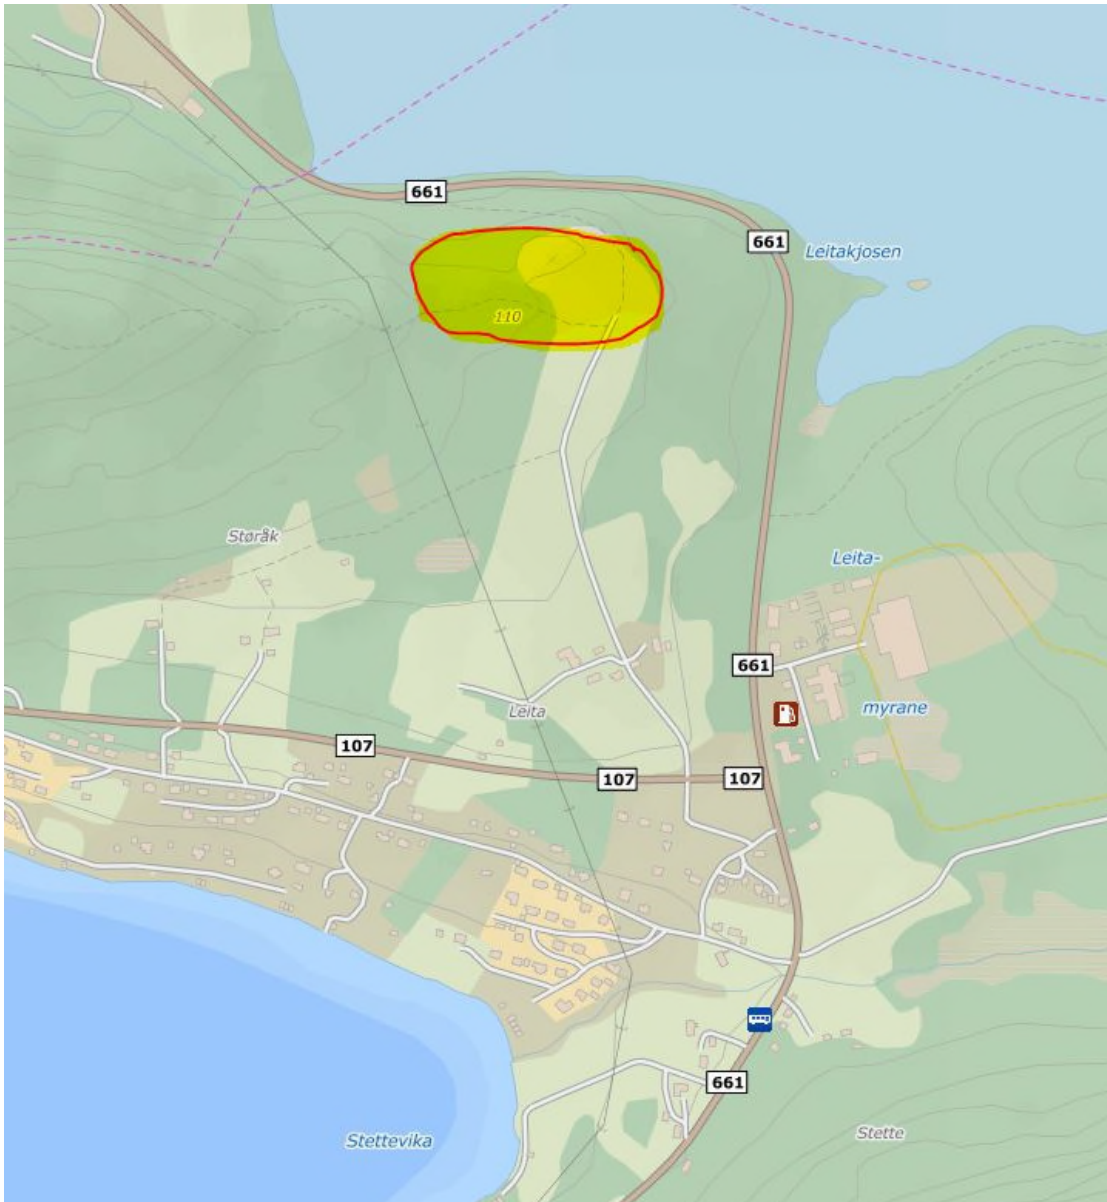 661
661
Leitakjosen
110
Støråk
Leita-
661
Leita
myrane
107
107
107
661
Stettevika
Stette